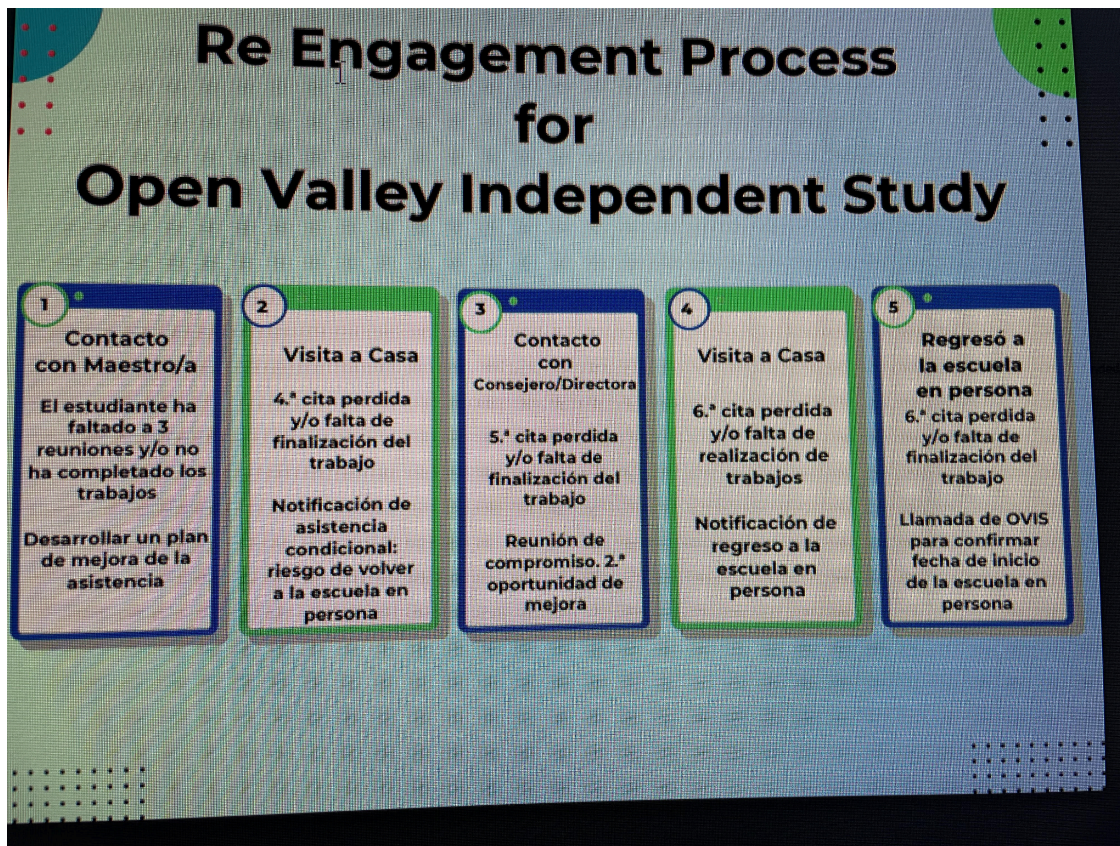 Re Engagement Process
for
Open Valley Independent Study
1
Contacto
con Maestro/a
El estudiante ha
faltado a 3
reuniones y/o no
ha completado los
trabajos
Desarrollar un plan
de mejora de la
asistencia
2
Visita a Casa
4.ª cita perdida
y/o falta de
finalización del
trabajo
Notificación de
asistencia
condicional:
riesgo de volver
a la escuela en
persona
3
Contacto
con
Consejero/Directora
5.ª cita perdida
y/o falta de
finalización del
trabajo
Reunión de
compromiso. 2.ª
oportunidad de
mejora
4
Visita a Casa
6.ª cita perdida
y/o falta de
realización de
trabajos
Notificación de
regreso a la
escuela en
persona
5
Regresó a
la escuela
en persona
6.ª cita perdida
y/o falta de
finalización del
trabajo
Llamada de OVIS
para confirmar
fecha de inicio
de la escuela en
persona